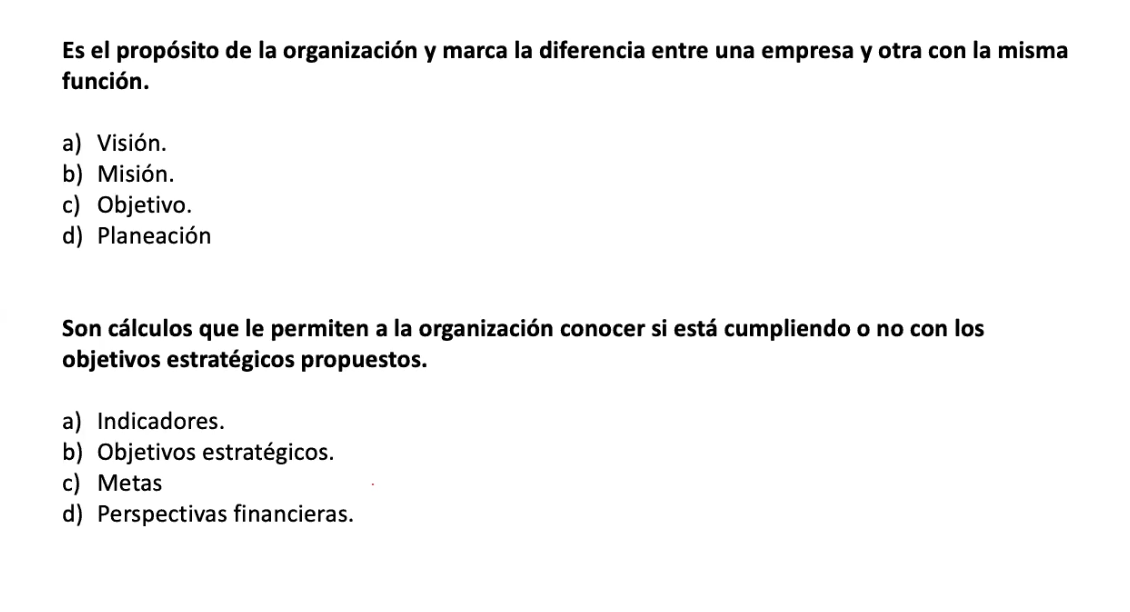 Es el propósito de la organización y marca la diferencia entre una empresa y otra con la misma
función.
a) Visión.
b) Misión.
c) Objetivo.
d) Planeación
Son cálculos que le permiten a la organización conocer si está cumpliendo o no con los
objetivos estratégicos propuestos.
a) Indicadores.
b) Objetivos estratégicos.
c) Metas
d) Perspectivas financieras.